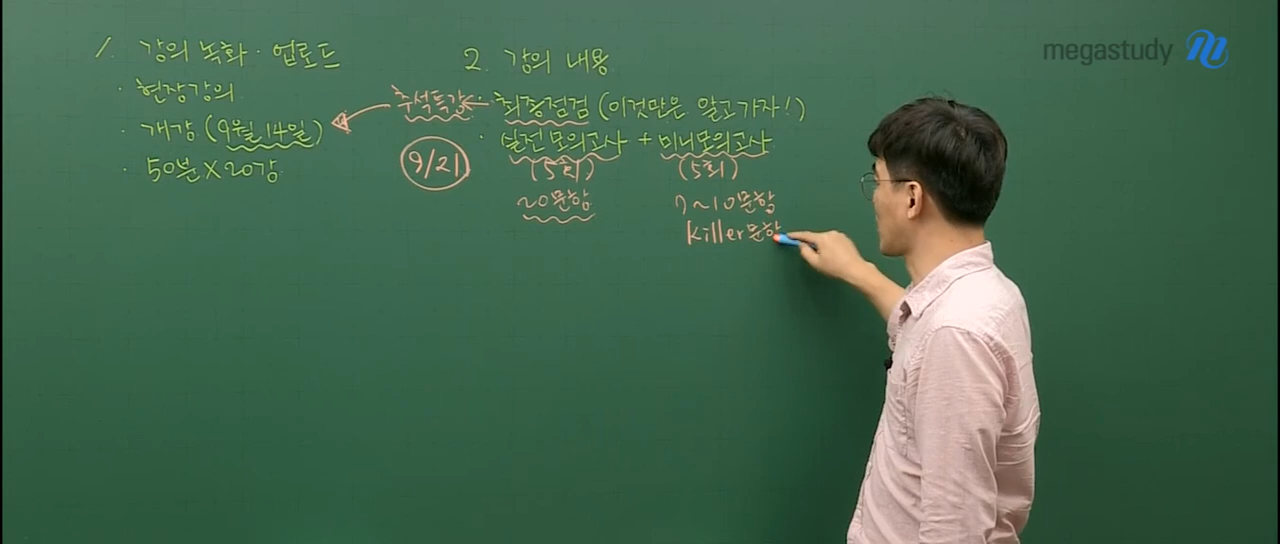 1. 강의 녹화·업로드
· 현장강의
· 개강 (9월 14일)
· 50분×20강
2. 강의 내용
추석특강
· 최종점검 (이것만은 알고가자!)
· 실전모의고사 + 미니모의고사
9/21
(5회)
(5회)
20문항
7~10문항
killer문항
megastudy